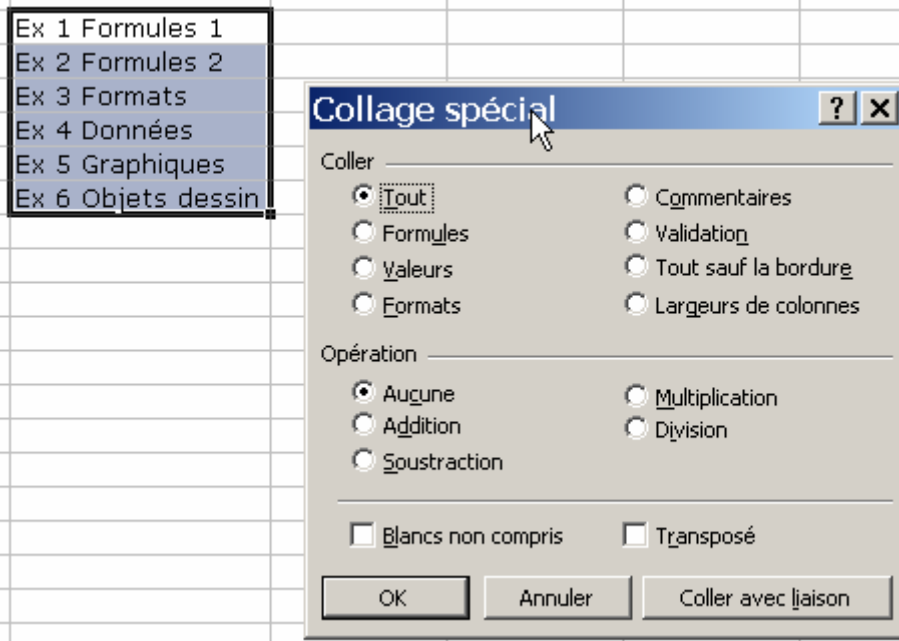 Ex 1 Formules 1
Ex 2 Formules 2
Ex 3 Formats
Ex 4 Données
Ex 5 Graphiques
Ex 6 Objets dessin
Collage spécial
Coller
Tout
Commentaires
Formules
Validation
Valeurs
Tout sauf la bordure
Formats
Largeurs de colonnes
Opération
Aucune
Multiplication
Addition
Division
Soustraction
Blancs non compris
Transposé
OK
Annuler
Coller avec liaison